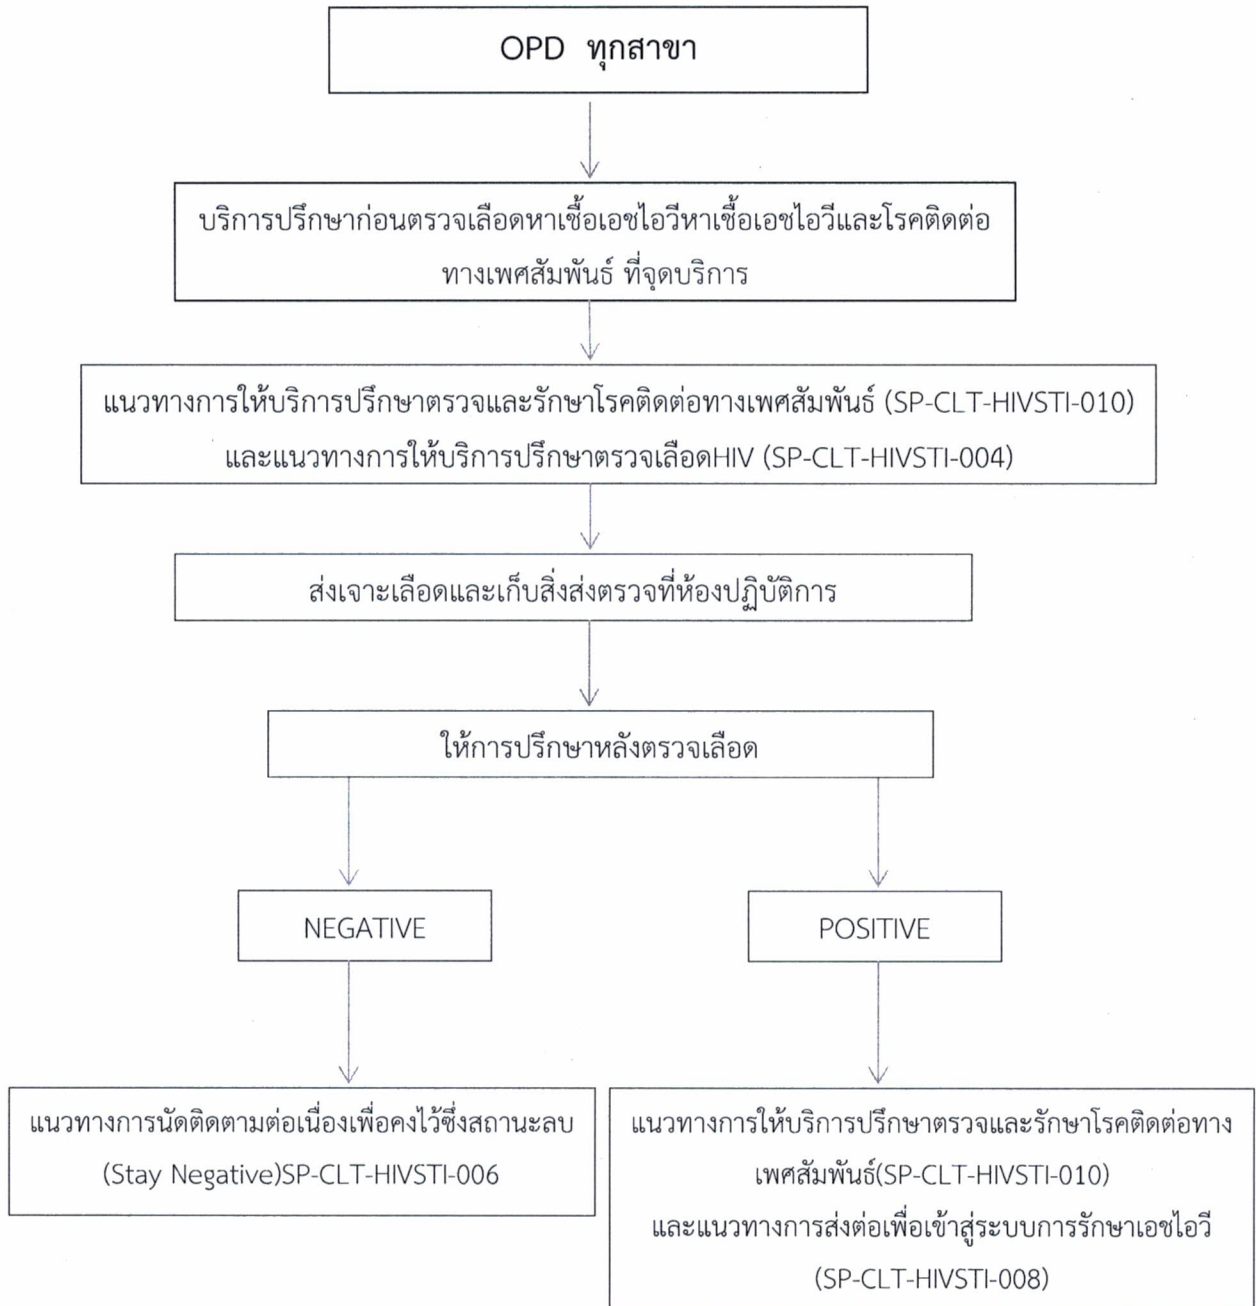 OPD ทุกสาขา
บริการปรึกษาก่อนตรวจเลือดหาเชื้อเอชไอวีหาเชื้อเอชไอวีและโรคติดต่อ
ทางเพศสัมพันธ์ ที่จุดบริการ
แนวทางการให้บริการปรึกษาตรวจและรักษาโรคติดต่อทางเพศสัมพันธ์ (SP-CLT-HIVSTI-010)
และแนวทางการให้บริการปรึกษาตรวจเลือดHIV (SP-CLT-HIVSTI-004)
ส่งเจาะเลือดและเก็บสิ่งส่งตรวจที่ห้องปฏิบัติการ
ให้การปรึกษาหลังตรวจเลือด
NEGATIVE
POSITIVE
แนวทางการนัดติดตามต่อเนื่องเพื่อคงไว้ซึ่งสถานะลบ
(Stay Negative)SP-CLT-HIVSTI-006
แนวทางการให้บริการปรึกษาตรวจและรักษาโรคติดต่อทาง
เพศสัมพันธ์(SP-CLT-HIVSTI-010)
และแนวทางการส่งต่อเพื่อเข้าสู่ระบบการรักษาเอชไอวี
(SP-CLT-HIVSTI-008)